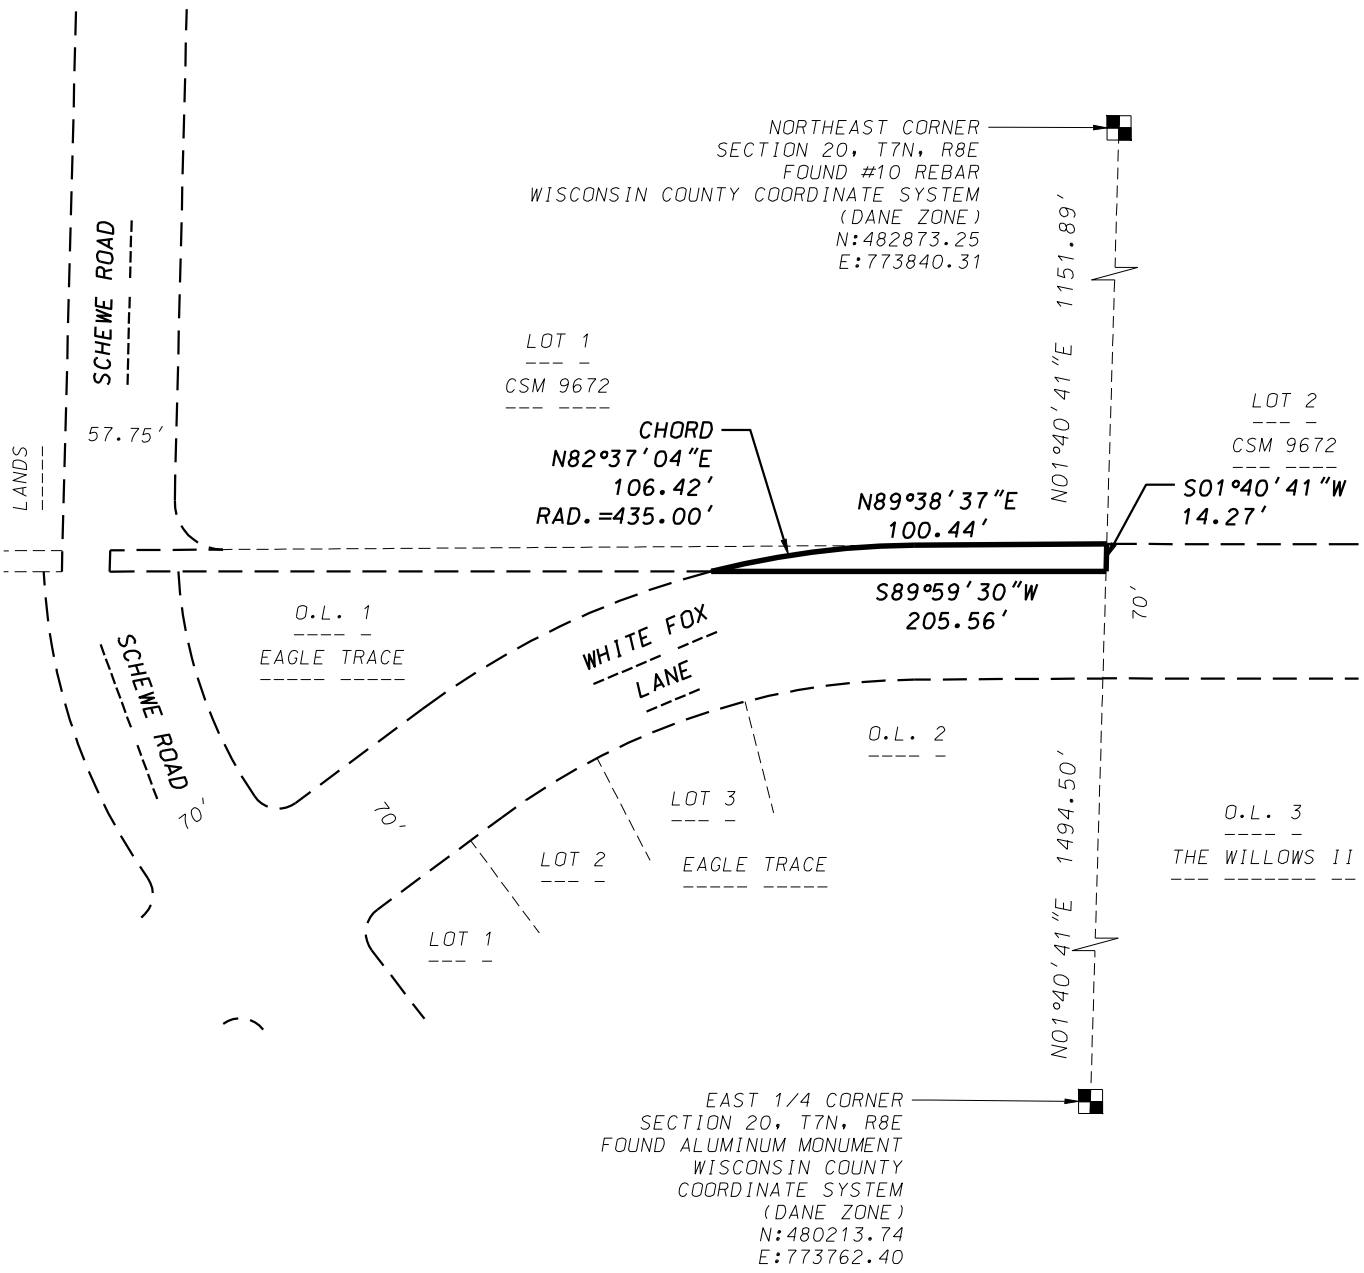 NORTHEAST CORNER
SECTION 20, T7N, R8E
FOUND #10 REBAR
WISCONSIN COUNTY COORDINATE SYSTEM
(DANE ZONE)
N:482873.25
E:773840.31
N01°40'41"E 1151.89'
SCHEWE ROAD
57.75'
LANDS
LOT 1
CSM 9672
CHORD
N82°37'04"E
106.42'
RAD.=435.00'
N89°38'37"E
100.44'
LOT 2
CSM 9672
S01°40'41"W
14.27'
S89°59'30"W
205.56'
70'
O.L. 1
EAGLE TRACE
WHITE FOX
LANE
SCHEWE ROAD
70'
70'
O.L. 2
LOT 3
LOT 2
EAGLE TRACE
LOT 1
N01°40'41"E 1494.50'
O.L. 3
THE WILLOWS II
EAST 1/4 CORNER
SECTION 20, T7N, R8E
FOUND ALUMINUM MONUMENT
WISCONSIN COUNTY
COORDINATE SYSTEM
(DANE ZONE)
N:480213.74
E:773762.40